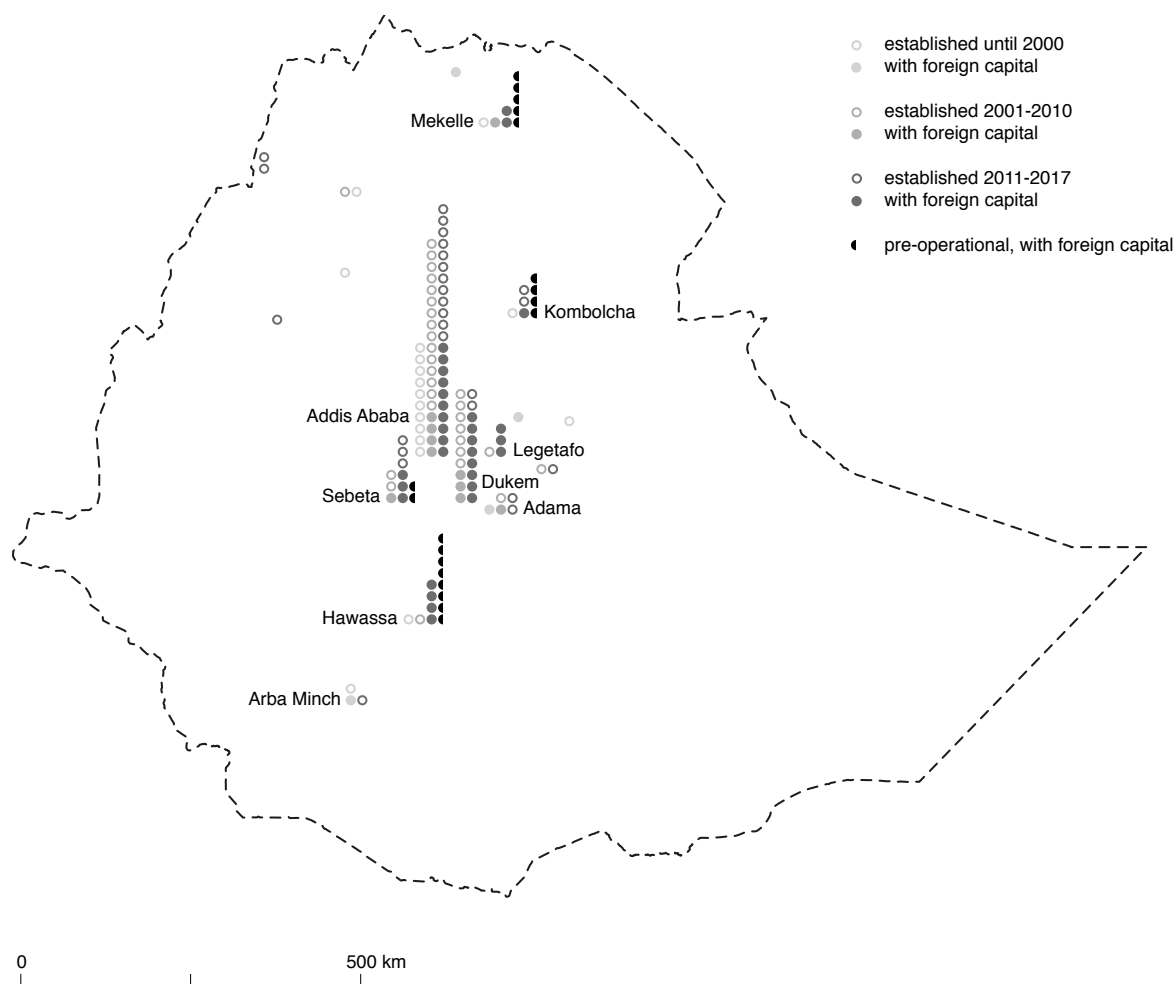 established until 2000
with foreign capital
established 2001-2010
with foreign capital
established 2011-2017
with foreign capital
pre-operational, with foreign capital
Mekelle
Kombolcha
Addis Ababa
Legetafo
Dukem
Sebeta
Adama
Hawassa
Arba Minch
0
500 km